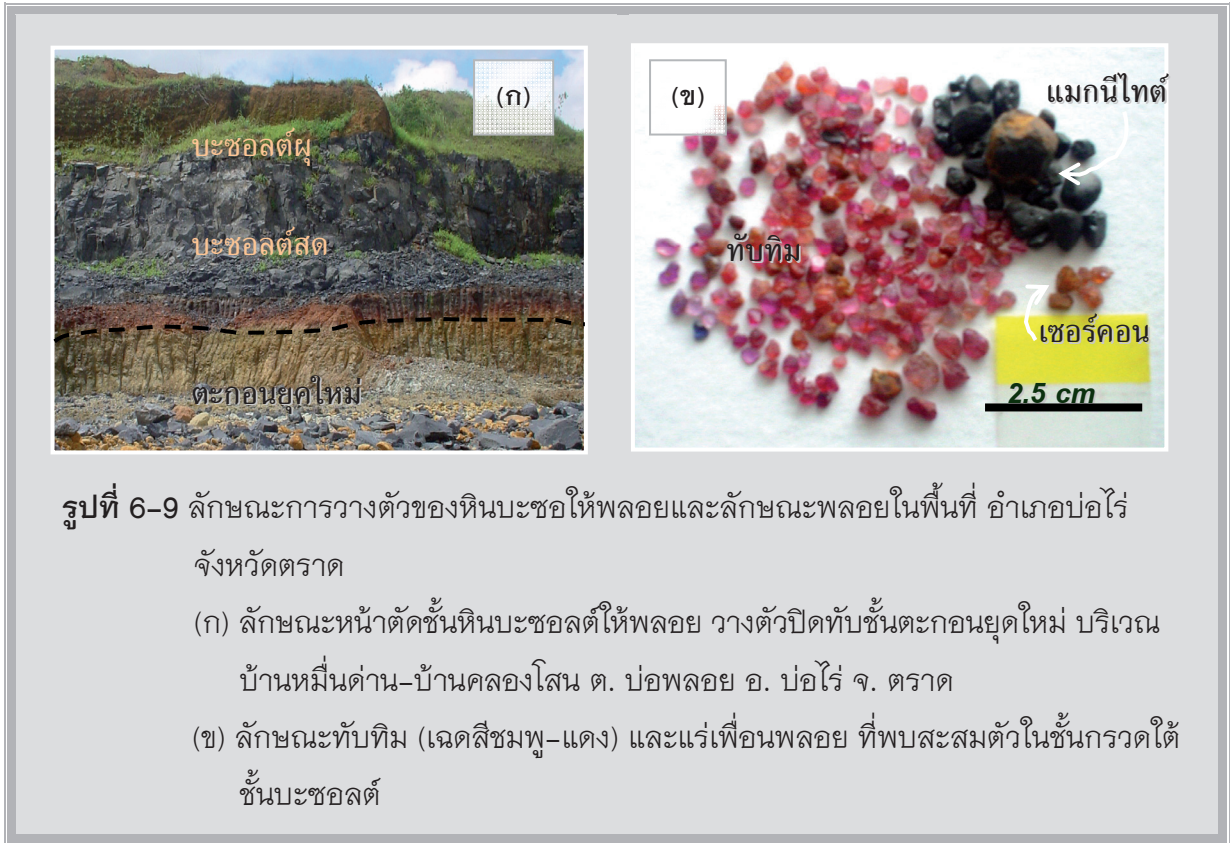 (ก)
บะซอลต์ผุ
บะซอลต์สด
ตะกอนยุคใหม่
(ข)
แมกนีไทต์
ทับทิม
เซอร์คอน
2.5 cm
รูปที่ 6-9 ลักษณะการวางตัวของหินบะซอให้พลอยและลักษณะพลอยในพื้นที่ อำเภอบ่อไร่
จังหวัดตราด
(ก) ลักษณะหน้าตัดชั้นหินบะซอลต์ให้พลอย วางตัวปิดทับชั้นตะกอนยุดใหม่ บริเวณ
บ้านหมื่นด่าน-บ้านคลองโสน ต. บ่อพลอย อ. บ่อไร่ จ. ตราด
(ข) ลักษณะทับทิม (เฉดสีชมพู-แดง) และแร่เพื่อนพลอย ที่พบสะสมตัวในชั้นกรวดใต้
ชั้นบะซอลต์